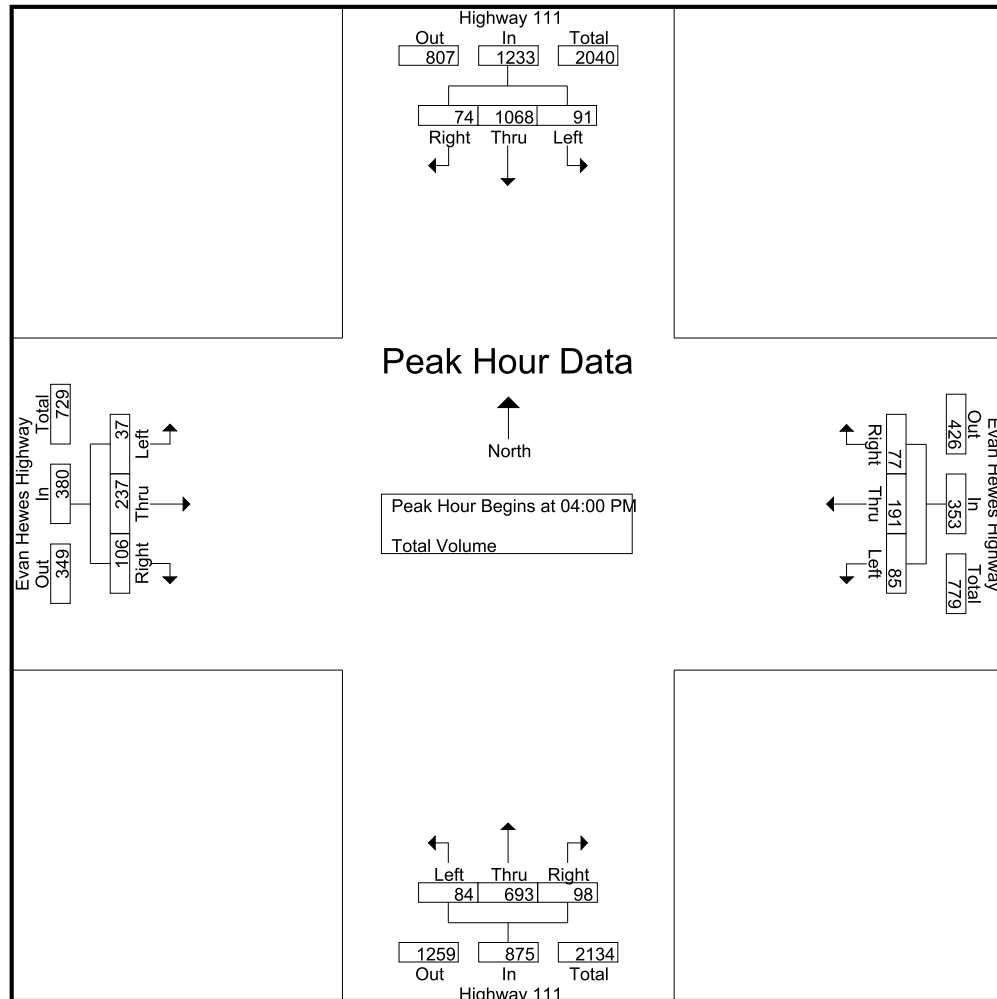 Highway 111
Out In Total
807 1233 2040
74 1068 91
Right Thru Left
Peak Hour Data
North
Peak Hour Begins at 04:00 PM
Total Volume
Evan Hewes Highway
Out In Total
349 380 729
106 237 37
Right Thru Left
Evan Hewes Highway
Out In Total
426 353 779
77 191 85
Right Thru Left
Left Thru Right
84 693 98
1259 875 2134
Out In Total
Highway 111